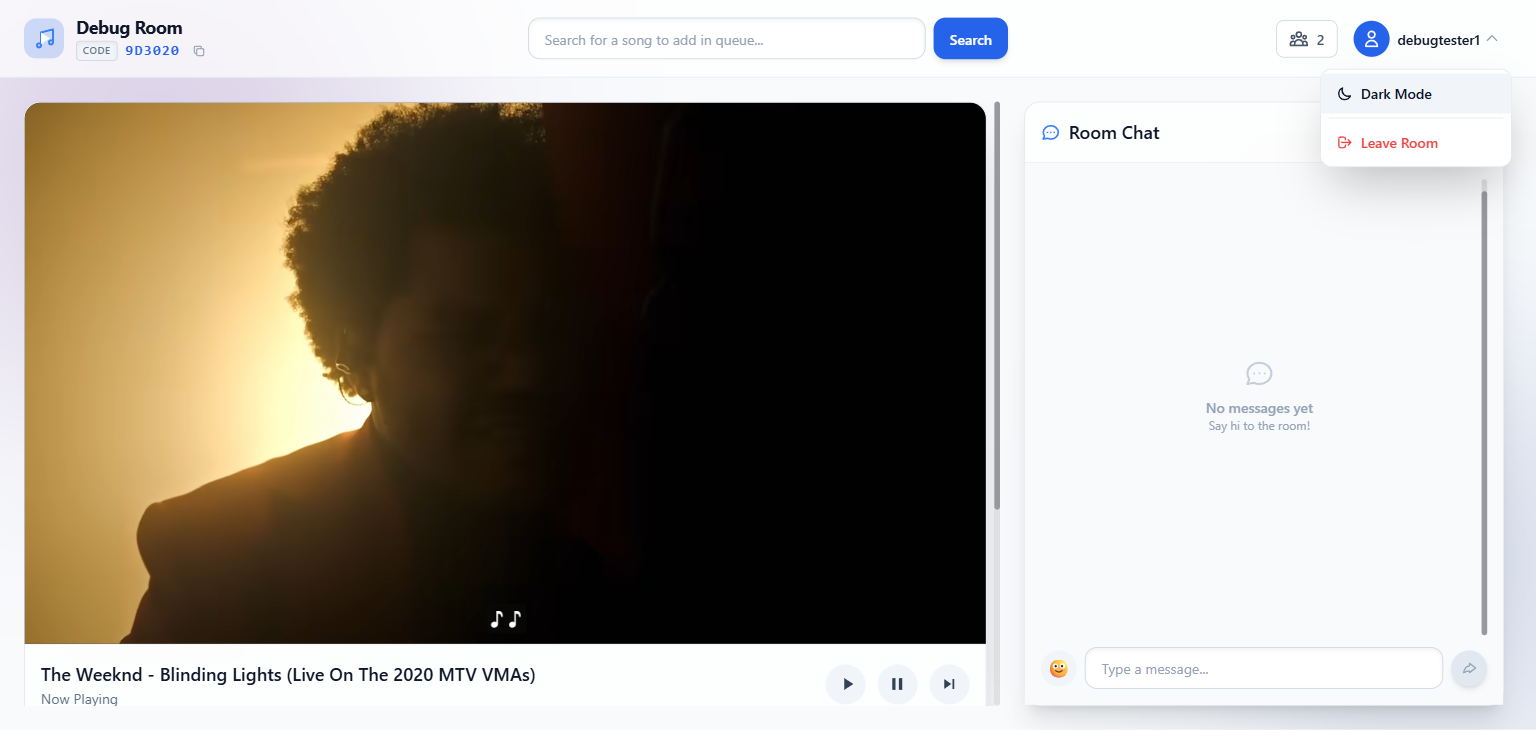 Debug Room
CODE 9D3020
Search for a song to add in queue...
Search
2
debugtester1
Dark Mode
Leave Room
Room Chat
No messages yet
Say hi to the room!
The Weeknd - Blinding Lights (Live On The 2020 MTV VMAs)
Now Playing
Type a message...